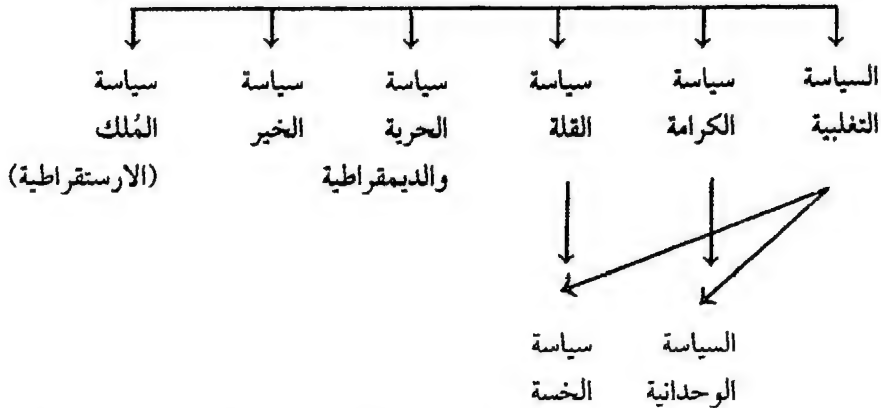 السياسة
التغلبية
سياسة
الكرامة
سياسة
القلة
سياسة
الحرية
والديمقراطية
سياسة
الخير
سياسة
المُلك
(الارستقراطية)
السياسة
الوحدانية
سياسة
الخسة